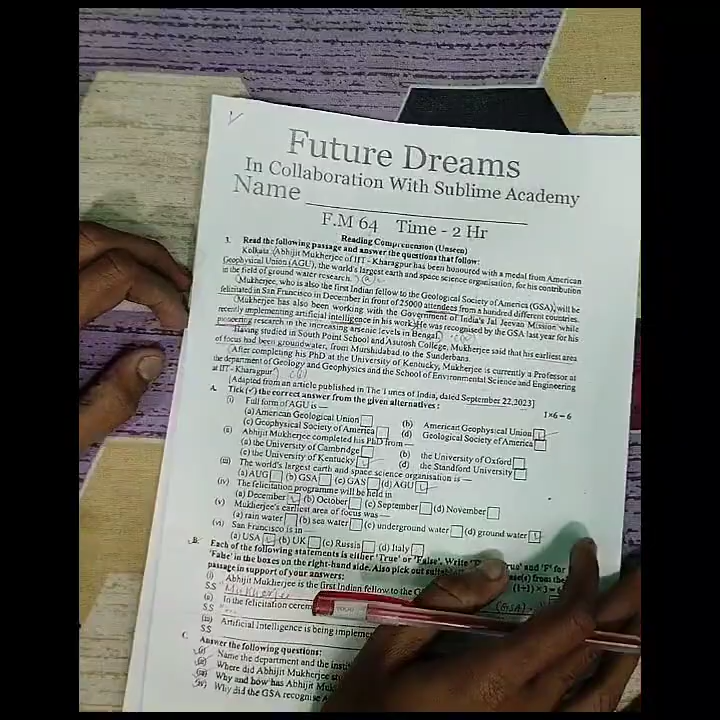 Future Dreams
In Collaboration With Sublime Academy
Name
F.M 64 Time - 2 Hr
Reading Comprehension (Unseen)
Read the following passage and answer the questions that follow:
Kolkata: Abhijit Mukherjee of IIT - Kharagpur has been honoured with a medal from American
Geophysical Union (AGU), the world's largest earth and space science organisation, for his contribution
in the field of ground water research.
Mukherjee, who is also the first Indian fellow to the Geological Society of America (GSA), will be
felicitated in San Francisco in December in front of 25000 attendees from a hundred different countries.
Mukherjee has also been working with the Government of India's Jal Jeevan Mission while
recently implementing artificial intelligence in his work. He was recognised by the GSA last year for his
pioneering research in the increasing arsenic levels in Bengal.
Having studied in South Point School and Asutosh College, Mukherjee said that his earliest area
of focus had been groundwater, from Murshidabad to the Sunderbans.
After completing his PhD at the University of Kentucky, Mukherjee is currently a Professor at
the department of Geology and Geophysics and the School of Environmental Science and Engineering
at IIT - Kharagpur
[Adapted from an article published in The Times of India, dated September 22,2023]
A. Tick (✓) the correct answer from the given alternatives : 1×6=6
(i) Full form of AGU is —
(a) American Geological Union (b) American Geophysical Union
(c) Geophysical Society of America (d) Geological Society of America
(ii) Abhijit Mukherjee completed his PhD from —
(a) the University of Cambridge (b) the University of Oxford
(c) the University of Kentucky (d) the Standford University
(iii) The world's largest earth and space science organisation is —
(a) AUG (b) GSA (c) GAS (d) AGU
(iv) The felicitation programme will be held in
(a) December (b) October (c) September (d) November
(v) Mukherjee's earliest area of focus was —
(a) rain water (b) sea water (c) underground water (d) ground water
(vi) San Francisco is in —
(a) USA (b) UK (c) Russia (d) Italy
B. Each of the following statements is either 'True' or 'False'. Write and 'F' for
'False' in the boxes on the right-hand side. Also pick out from the
passage in support of your answers: (1+1)×3=6
(i) Abhijit Mukherjee is the first Indian fellow to the
S.S Mukherjee (GSA)
(ii) In the felicitation
S.S
(iii) Artificial Intelligence is being
S.S
C. Answer the following questions:
(i) Name the department and the
(ii) Where did Abhijit Mukherjee
(iii) Why and how has Abhijit
(iv) Why did the GSA recognise